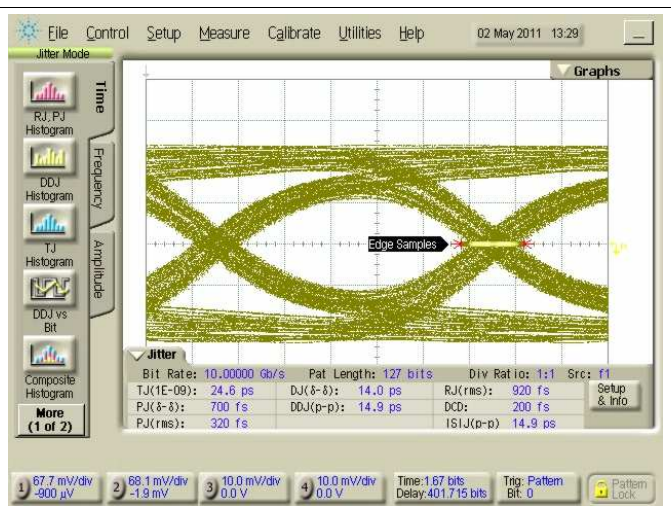 File Control Setup Measure Calibrate Utilities Help 02 May 2011 13:29
Jitter Mode
Graphs
Time
Frequency
Amplitude
RJ, PJ
Histogram
DDJ
Histogram
TJ
Histogram
DDJ vs
Bit
Composite
Histogram
More
(1 of 2)
Edge Samples
Jitter
Bit Rate: 10.00000 Gb/s Pat Length: 127 bits Div Ratio: 1:1 Src: f1
TJ(1E-09): 24.6 ps DJ(δ-δ): 14.0 ps RJ(rms): 920 fs
PJ(δ-δ): 700 fs DDJ(p-p): 14.9 ps DCD: 200 fs
PJ(rms): 320 fs ISIJ(p-p) 14.9 ps
Setup
& Info
1) 67.7 mV/div 2) 68.1 mV/div 3) 10.0 mV/div 4) 10.0 mV/div Time:1.67 bits Trig: Pattern Pattern
-900 µV -1.9 mV 0.0 V 0.0 V Delay:401.715 bits Bit: 0 Lock